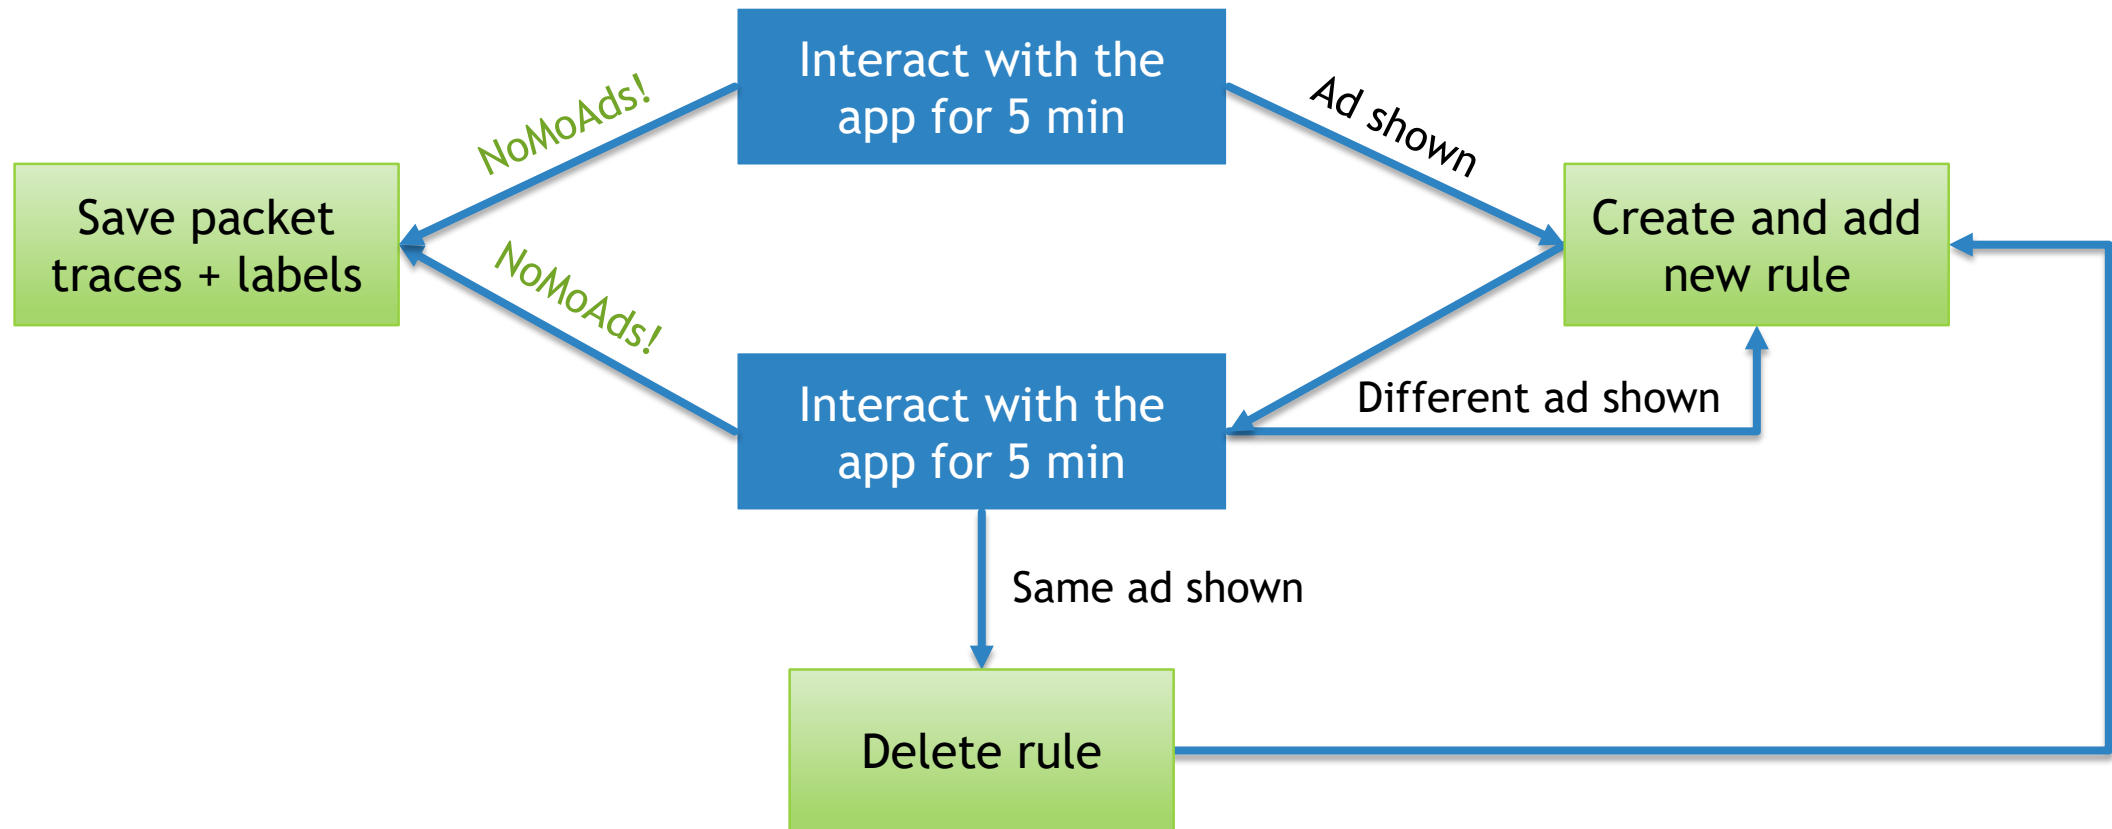 Interact with the
app for 5 min
NoMoAds!
Ad shown
Save packet
traces + labels
Create and add
new rule
NoMoAds!
Interact with the
app for 5 min
Different ad shown
Same ad shown
Delete rule